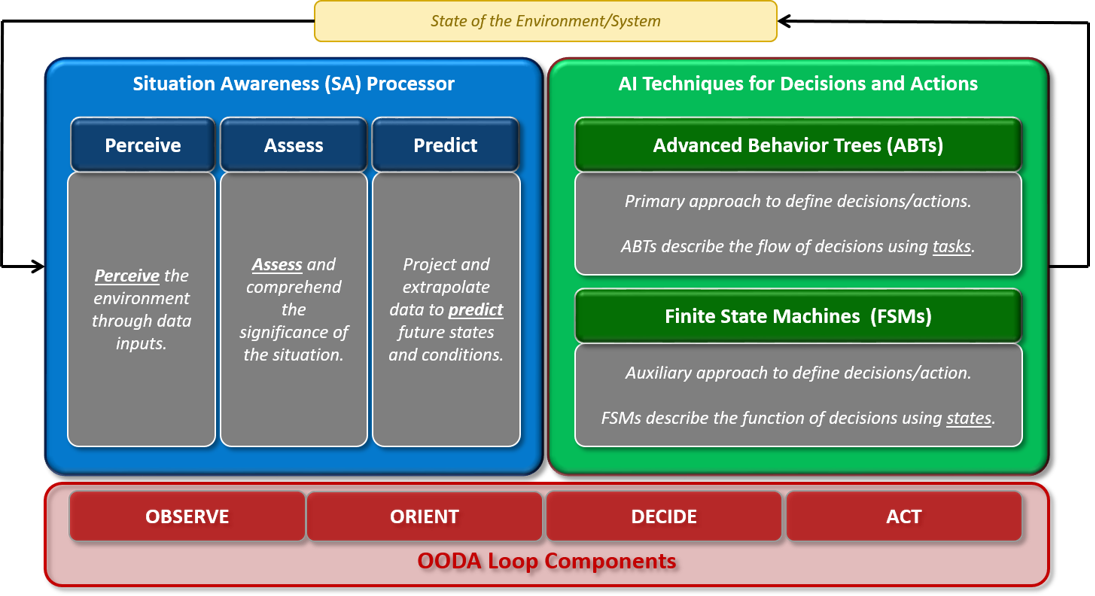 State of the Environment/System
Situation Awareness (SA) Processor
Perceive
Assess
Predict
Perceive the
environment
through data
inputs.
Assess and
comprehend
the
significance of
the situation.
Project and
extrapolate
data to predict
future states
and conditions.
AI Techniques for Decisions and Actions
Advanced Behavior Trees (ABTs)
Primary approach to define decisions/actions.
ABTs describe the flow of decisions using tasks.
Finite State Machines (FSMs)
Auxiliary approach to define decisions/action.
FSMs describe the function of decisions using states.
OBSERVE
ORIENT
DECIDE
ACT
OODA Loop Components